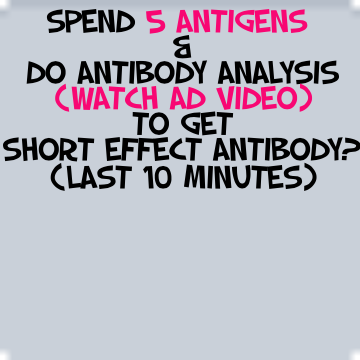 SPEND 5 ANTIGENS
&
DO ANTIBODY ANALYSIS
(WATCH AD VIDEO)
TO GET
SHORT EFFECT ANTIBODY?
(LAST 10 MINUTES)